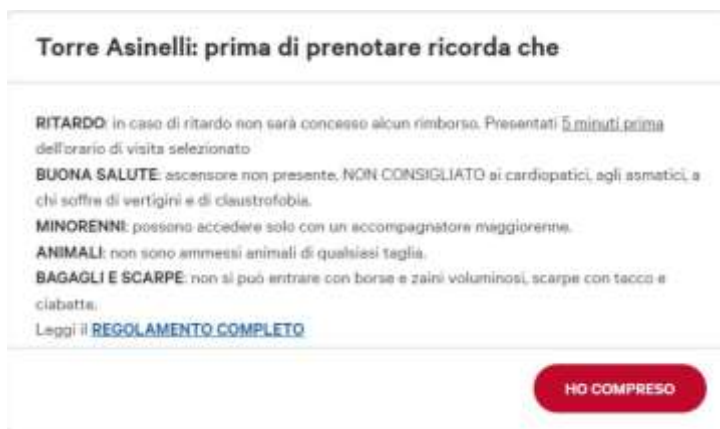 Torre Asinelli: prima di prenotare ricorda che
RITARDO: in caso di ritardo non sarà concesso alcun rimborso. Presentati 5 minuti prima
dell'orario di visita selezionato
BUONA SALUTE: ascensore non presente, NON CONSIGLIATO ai cardiopatici, agli asmatici, a
chi soffre di vertigini e di claustrofobia.
MINORENNI: possono accedere solo con un accompagnatore maggiorenne.
ANIMALI: non sono ammessi animali di qualsiasi taglia.
BAGAGLI E SCARPE: non si può entrare con borse e zaini voluminosi, scarpe con tacco e
ciabatte.
Leggi il REGOLAMENTO COMPLETO
HO COMPRESO